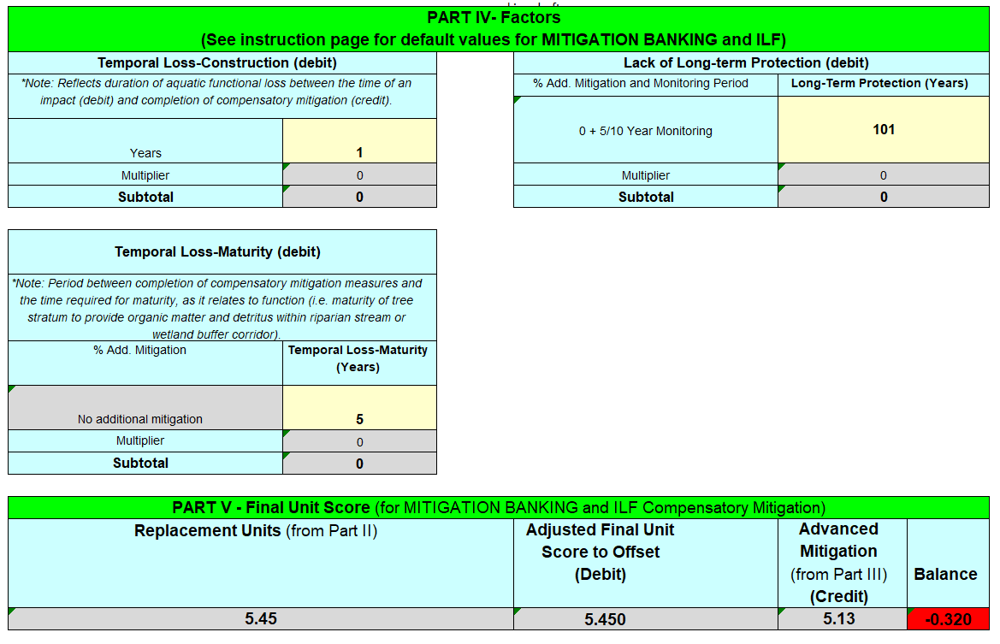 PART IV- Factors
(See instruction page for default values for MITIGATION BANKING and ILF)
Temporal Loss-Construction (debit)
*Note: Reflects duration of aquatic functional loss between the time of an
impact (debit) and completion of compensatory mitigation (credit).
Years 1
Multiplier 0
Subtotal 0
Lack of Long-term Protection (debit)
% Add. Mitigation and Monitoring Period Long-Term Protection (Years)
0 + 5/10 Year Monitoring 101
Multiplier 0
Subtotal 0
Temporal Loss-Maturity (debit)
*Note: Period between completion of compensatory mitigation measures and
the time required for maturity, as it relates to function (i.e. maturity of tree
stratum to provide organic matter and detritus within riparian stream or
wetland buffer corridor).
% Add. Mitigation Temporal Loss-Maturity
(Years)
No additional mitigation 5
Multiplier 0
Subtotal 0
PART V - Final Unit Score (for MITIGATION BANKING and ILF Compensatory Mitigation)
Replacement Units (from Part II)
Adjusted Final Unit
Score to Offset
(Debit)
Advanced
Mitigation
(from Part III)
(Credit)
Balance
5.45 5.450 5.13 -0.320